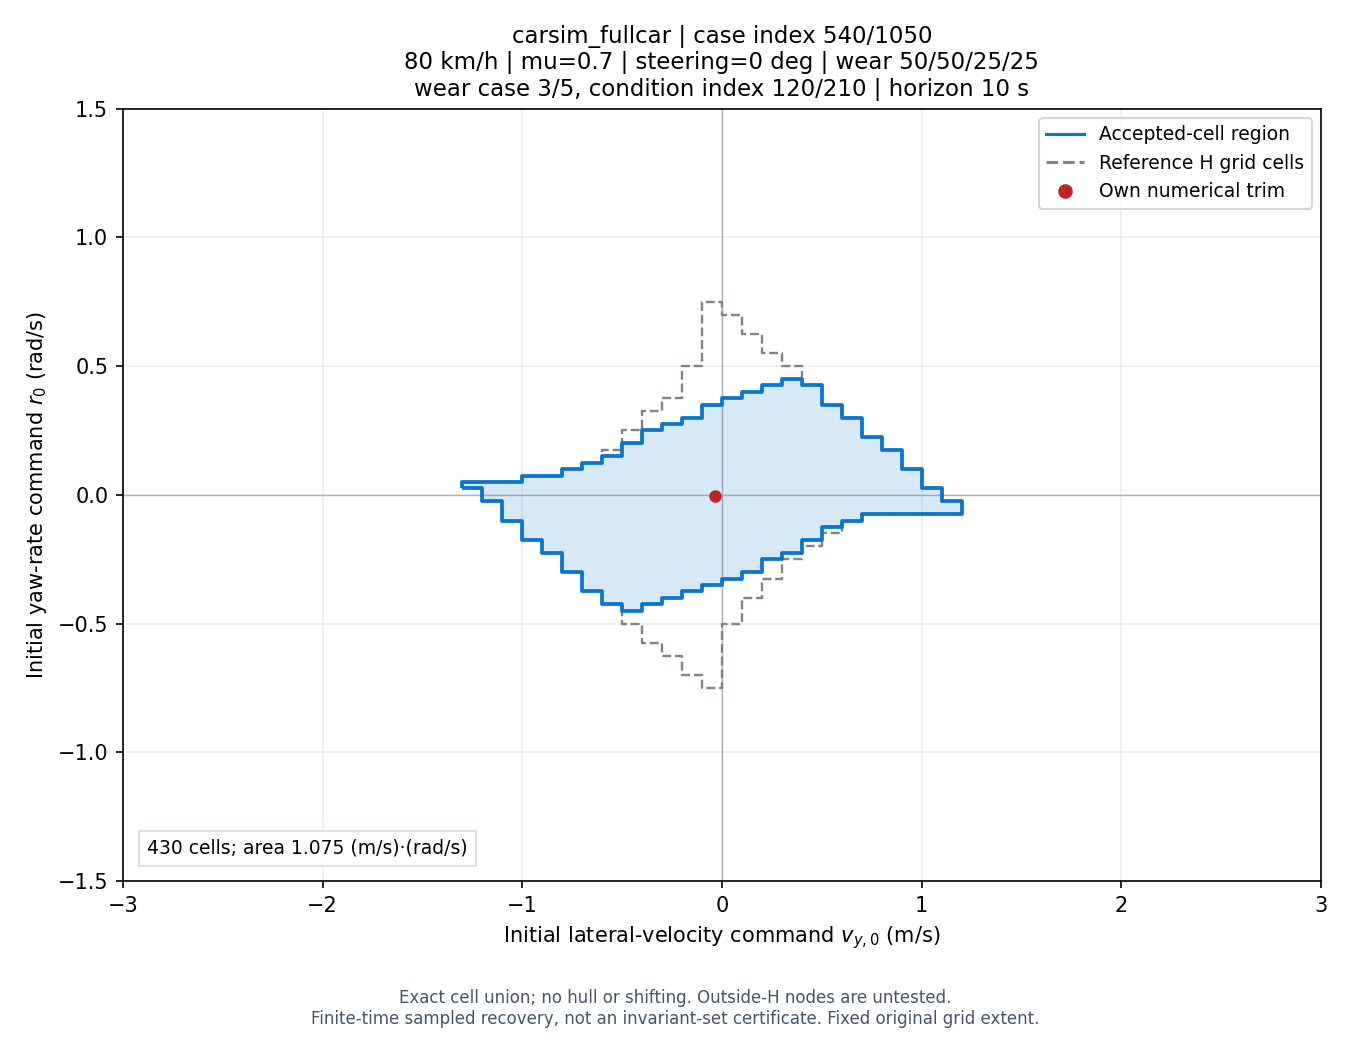 carsim_fullcar | case index 540/1050
80 km/h | mu=0.7 | steering=0 deg | wear 50/50/25/25
wear case 3/5, condition index 120/210 | horizon 10 s
1.5
1.0
0.5
0.0
−0.5
−1.0
−1.5
Initial yaw-rate command r0 (rad/s)
Accepted-cell region
Reference H grid cells
Own numerical trim
430 cells; area 1.075 (m/s)·(rad/s)
−3
−2
−1
0
1
2
3
Initial lateral-velocity command vy,0 (m/s)
Exact cell union; no hull or shifting. Outside-H nodes are untested.
Finite-time sampled recovery, not an invariant-set certificate. Fixed original grid extent.